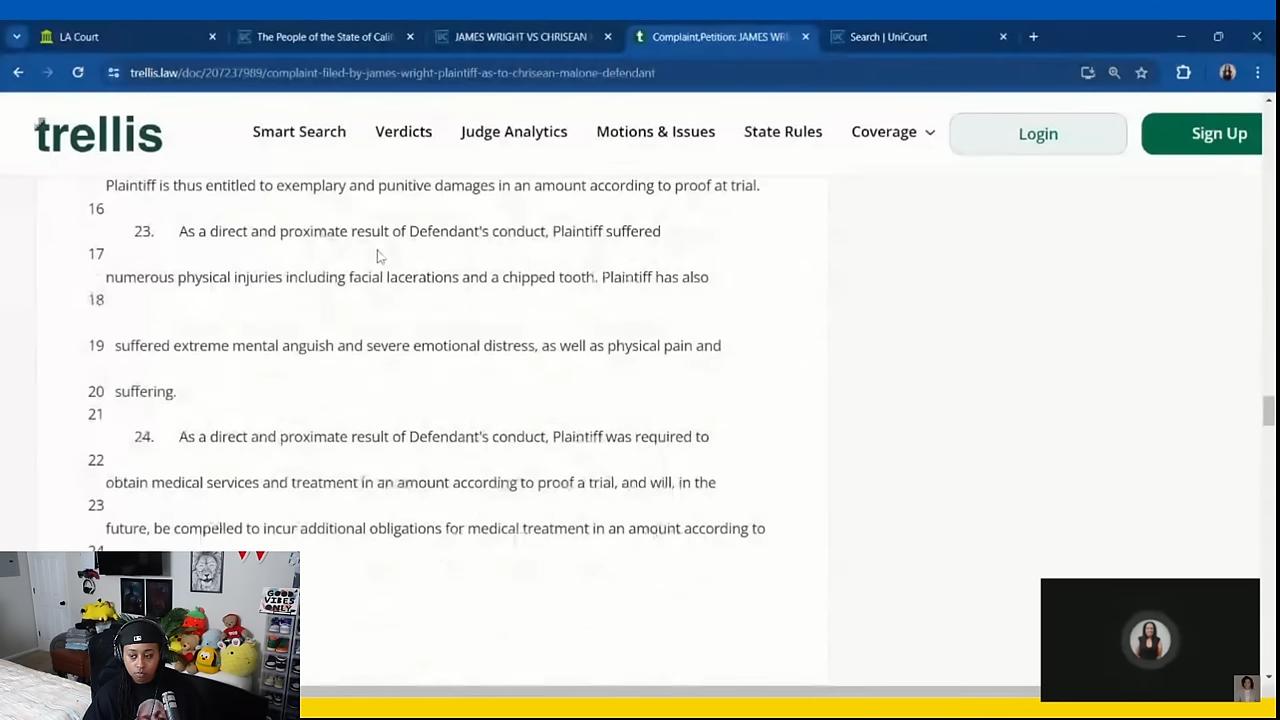 LA Court
The People of the State of Cali
JAMES WRIGHT VS CHRISEAN
Complaint,Petition: JAMES WRI
Search | UniCourt
trellis.law/doc/207237989/complaint-filed-by-james-wright-plaintiff-as-to-chrisean-malone-defendant
trellis
Smart Search
Verdicts
Judge Analytics
Motions & Issues
State Rules
Coverage
Login
Sign Up
Plaintiff is thus entitled to exemplary and punitive damages in an amount according to proof at trial.
16
23. As a direct and proximate result of Defendant's conduct, Plaintiff suffered
17
numerous physical injuries including facial lacerations and a chipped tooth. Plaintiff has also
18
19 suffered extreme mental anguish and severe emotional distress, as well as physical pain and
20 suffering.
21
24. As a direct and proximate result of Defendant's conduct, Plaintiff was required to
22
obtain medical services and treatment in an amount according to proof a trial, and will, in the
23
future, be compelled to incur additional obligations for medical treatment in an amount according to
24
GOOD
VIBES
ONLY